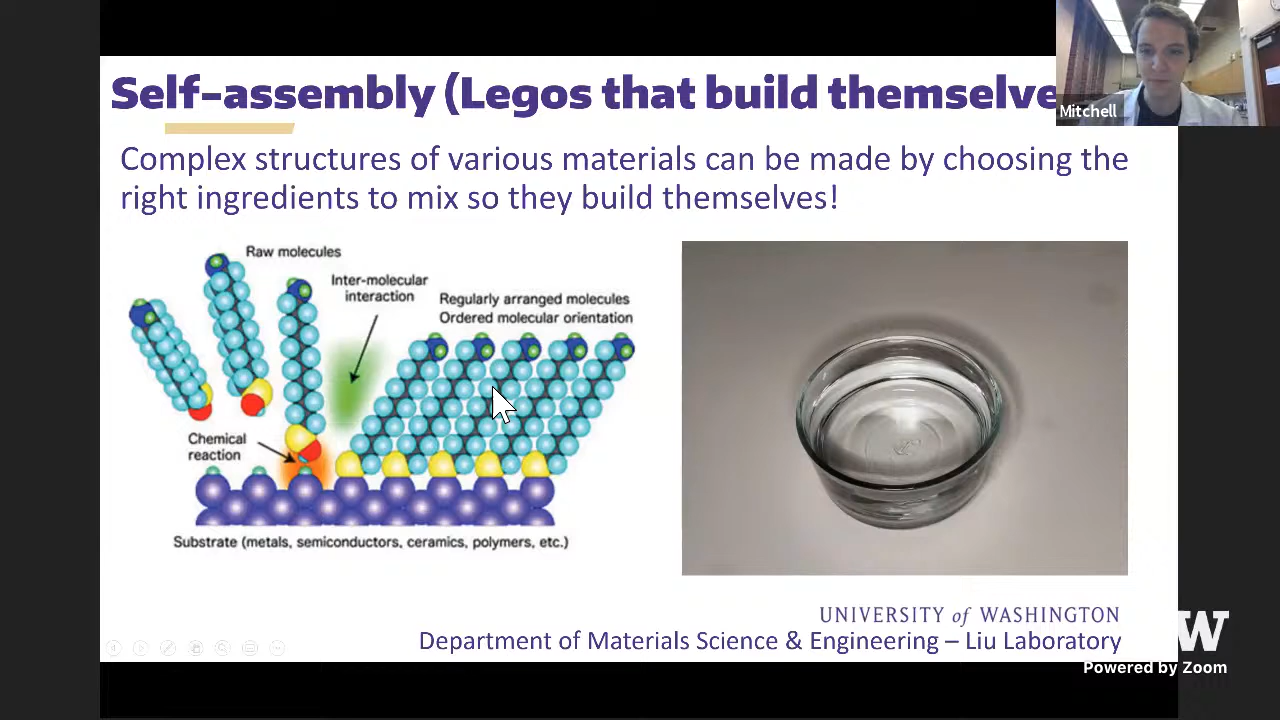 Self-assembly (Legos that build themselve
Mitchell
Complex structures of various materials can be made by choosing the
right ingredients to mix so they build themselves!
Raw molecules
Inter-molecular
interaction
Regularly arranged molecules
Ordered molecular orientation
Chemical
reaction
Substrate (metals, semiconductors, ceramics, polymers, etc.)
UNIVERSITY of WASHINGTON
Department of Materials Science & Engineering – Liu Laboratory
W
Powered by Zoom